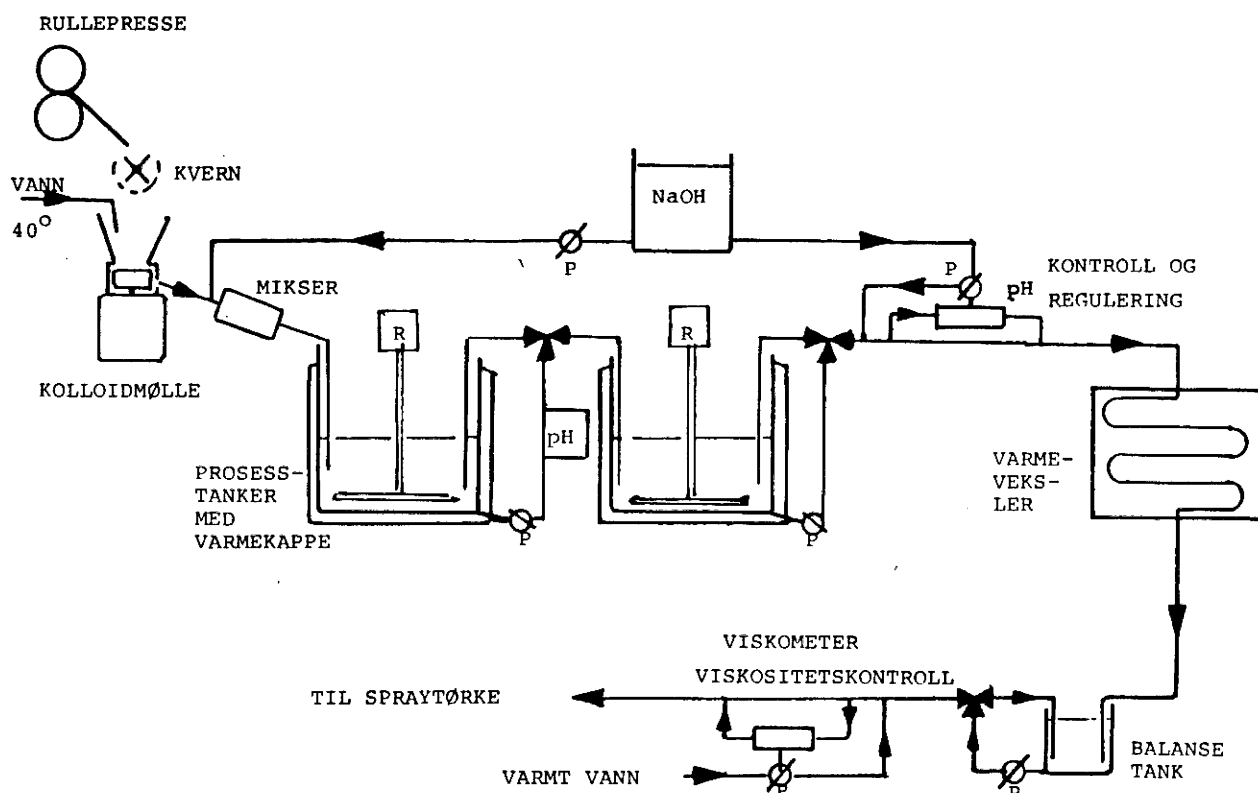 RULLEPRESSE
KVERN
VANN
40°
NaOH
P
MIKSER
P
pH
KONTROLL OG
REGULERING
KOLLOIDMØLLE
R
R
pH
PROSESS-
TANKER
MED
VARMEKAPPE
P
P
VARME-
VEKS-
LER
VISKOMETER
VISKOSITETSKONTROLL
TIL SPRAYTØRKE
VARMT VANN
P
P
BALANSE
TANK